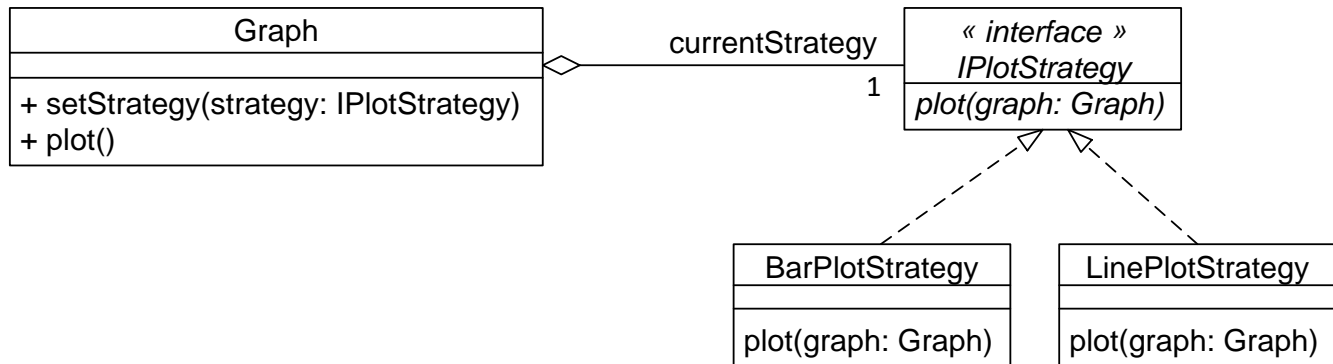 Graph
+ setStrategy(strategy: IPlotStrategy)
+ plot()
currentStrategy
1
« interface »
IPlotStrategy
plot(graph: Graph)
BarPlotStrategy
plot(graph: Graph)
LinePlotStrategy
plot(graph: Graph)